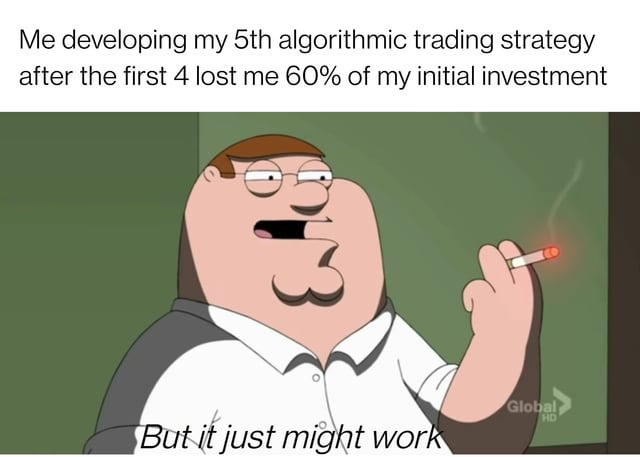 Me developing my 5th algorithmic trading strategy
after the first 4 lost me 60% of my initial investment
Global
HD
But it just might work